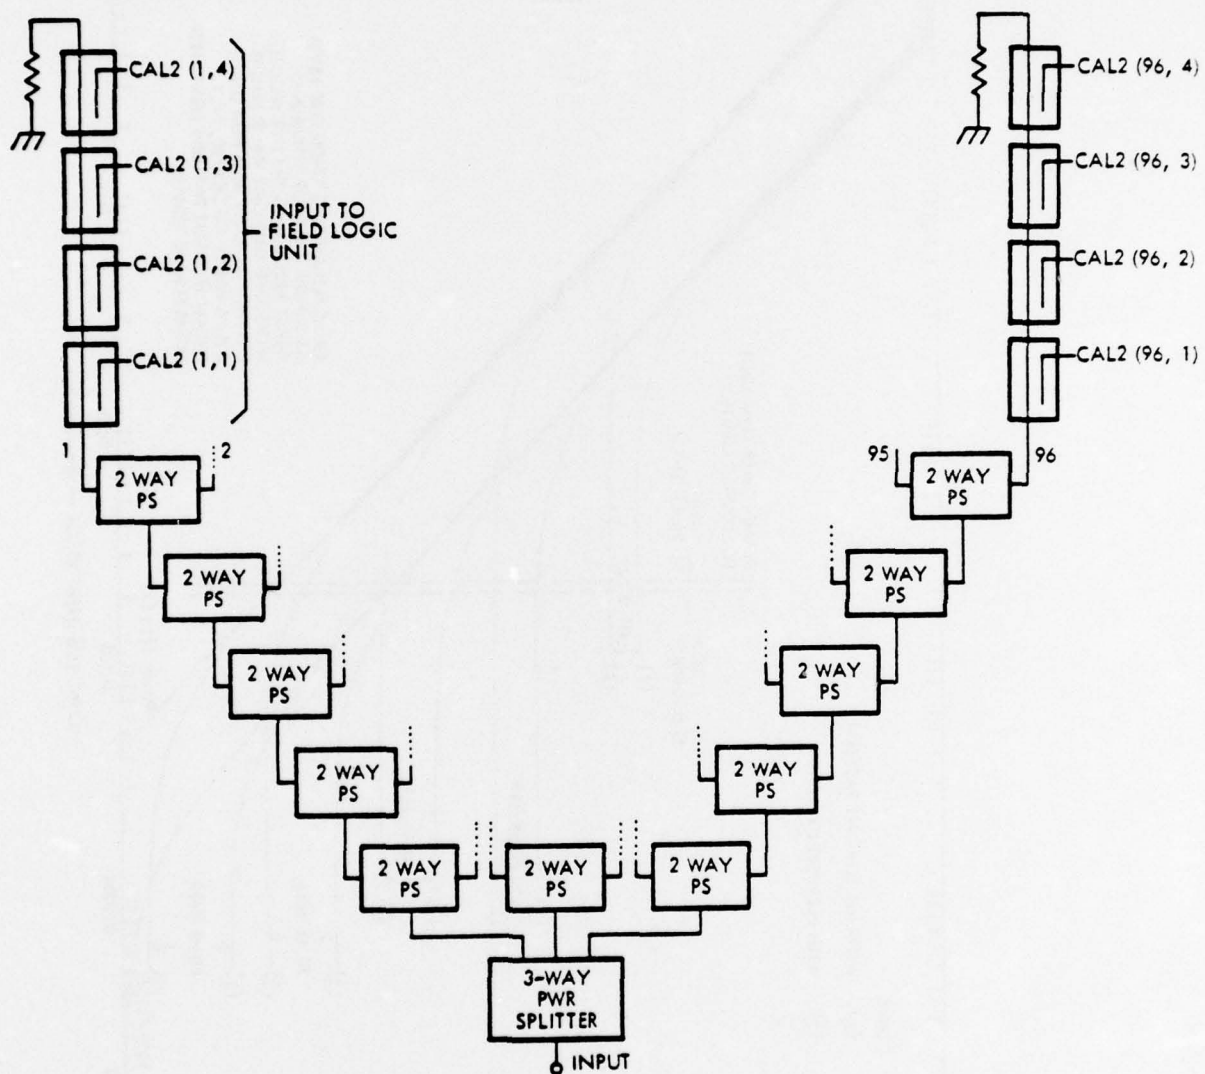 CAL2 (1,4)
CAL2 (1,3)
CAL2 (1,2)
CAL2 (1,1)
INPUT TO
FIELD LOGIC
UNIT
CAL2 (96, 4)
CAL2 (96, 3)
CAL2 (96, 2)
CAL2 (96, 1)
1
2
2 WAY
PS
95
96
2 WAY
PS
2 WAY
PS
2 WAY
PS
2 WAY
PS
2 WAY
PS
2 WAY
PS
2 WAY
PS
2 WAY
PS
2 WAY
PS
2 WAY
PS
3-WAY
PWR
SPLITTER
INPUT